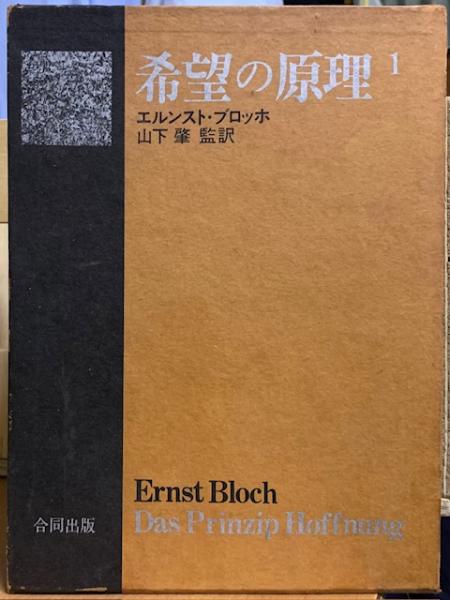 希望の原理 1
エルンスト・ブロッホ
山下 肇 監訳
Ernst Bloch
Das Prinzip Hoffnung
合同出版